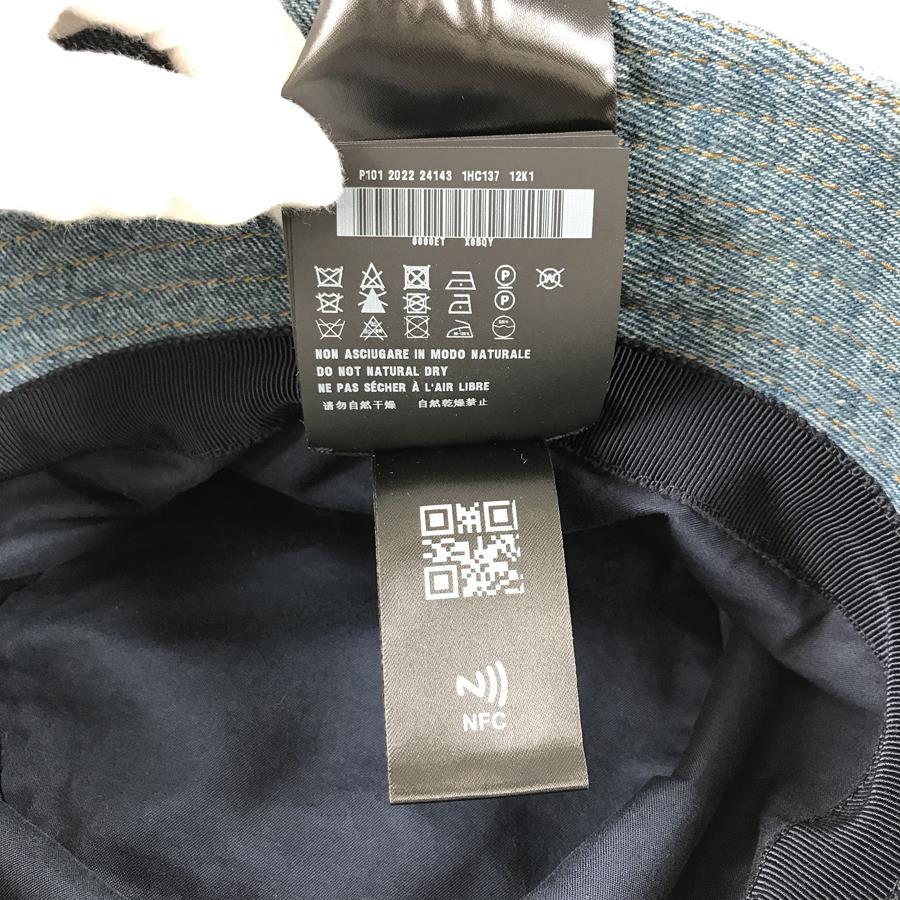 P101 2022 24143 1HC137 12K1
0000ET X0BQY
P
P
NON ASCIUGARE IN MODO NATURALE
DO NOT NATURAL DRY
NE PAS SÉCHER À L'AIR LIBRE
请勿自然干燥 自然乾燥禁止
NFC